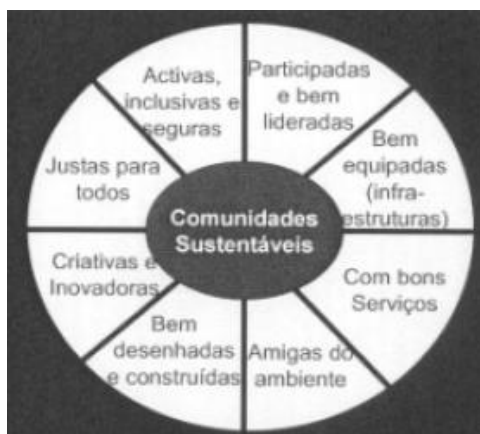 Activas,
inclusivas e
seguras
Participadas
e bem
lideradas
Bem
equipadas
(infra-
estruturas)
Com bons
Serviços
Amigas do
ambiente
Bem
desenhadas
e construídas
Criativas e
Inovadoras
Justas para
todos
Comunidades
Sustentáveis